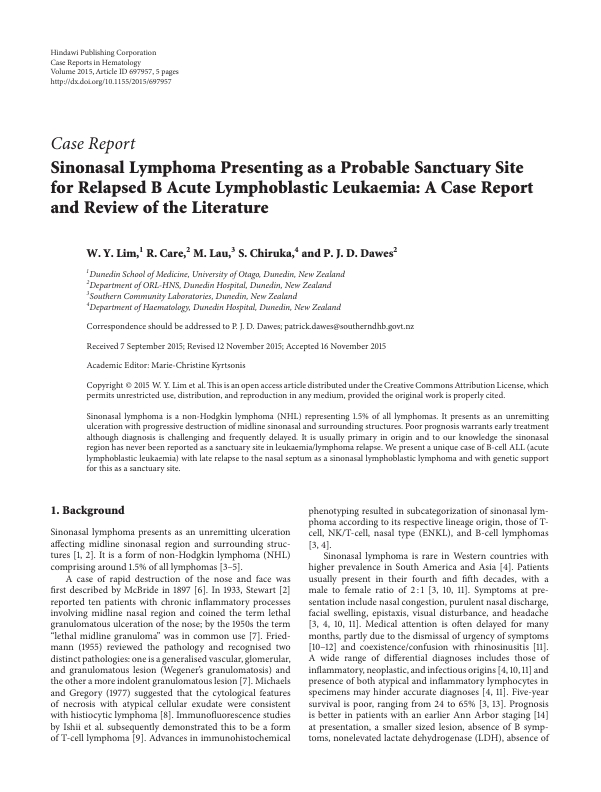 Hindawi Publishing Corporation
Case Reports in Hematology
Volume 2015, Article ID 697957, 5 pages
http://dx.doi.org/10.1155/2015/697957
Case Report
Sinonasal Lymphoma Presenting as a Probable Sanctuary Site
for Relapsed B Acute Lymphoblastic Leukaemia: A Case Report
and Review of the Literature
W. Y. Lim,1 R. Care,2 M. Lau,3 S. Chiruka,4 and P. J. D. Dawes2
1Dunedin School of Medicine, University of Otago, Dunedin, New Zealand
2Department of ORL-HNS, Dunedin Hospital, Dunedin, New Zealand
3Southern Community Laboratories, Dunedin, New Zealand
4Department of Haematology, Dunedin Hospital, Dunedin, New Zealand
Correspondence should be addressed to P. J. D. Dawes; patrick.dawes@southerndhb.govt.nz
Received 7 September 2015; Revised 12 November 2015; Accepted 16 November 2015
Academic Editor: Marie-Christine Kyrtsonis
Copyright © 2015 W. Y. Lim et al. This is an open access article distributed under the Creative Commons Attribution License, which
permits unrestricted use, distribution, and reproduction in any medium, provided the original work is properly cited.
Sinonasal lymphoma is a non-Hodgkin lymphoma (NHL) representing 1.5% of all lymphomas. It presents as an unremitting
ulceration with progressive destruction of midline sinonasal and surrounding structures. Poor prognosis warrants early treatment
although diagnosis is challenging and frequently delayed. It is usually primary in origin and to our knowledge the sinonasal
region has never been reported as a sanctuary site in leukaemia/lymphoma relapse. We present a unique case of B-cell ALL (acute
lymphoblastic leukaemia) with late relapse to the nasal septum as a sinonasal lymphoblastic lymphoma and with genetic support
for this as a sanctuary site.
1. Background
Sinonasal lymphoma presents as an unremitting ulceration
affecting midline sinonasal region and surrounding struc-
tures [1, 2]. It is a form of non-Hodgkin lymphoma (NHL)
comprising around 1.5% of all lymphomas [3–5].
A case of rapid destruction of the nose and face was
first described by McBride in 1897 [6]. In 1933, Stewart [2]
reported ten patients with chronic inflammatory processes
involving midline nasal region and coined the term lethal
granulomatous ulceration of the nose; by the 1950s the term
“lethal midline granuloma” was in common use [7]. Fried-
mann (1955) reviewed the pathology and recognised two
distinct pathologies: one is a generalised vascular, glomerular,
and granulomatous lesion (Wegener’s granulomatosis) and
the other a more indolent granulomatous lesion [7]. Michaels
and Gregory (1977) suggested that the cytological features
of necrosis with atypical cellular exudate were consistent
with histiocytic lymphoma [8]. Immunofluorescence studies
by Ishii et al. subsequently demonstrated this to be a form
of T-cell lymphoma [9]. Advances in immunohistochemical
phenotyping resulted in subcategorization of sinonasal lym-
phoma according to its respective lineage origin, those of T-
cell, NK/T-cell, nasal type (ENKL), and B-cell lymphomas
[3, 4].
Sinonasal lymphoma is rare in Western countries with
higher prevalence in South America and Asia [4]. Patients
usually present in their fourth and fifth decades, with a
male to female ratio of 2 : 1 [3, 10, 11]. Symptoms at pre-
sentation include nasal congestion, purulent nasal discharge,
facial swelling, epistaxis, visual disturbance, and headache
[3, 4, 10, 11]. Medical attention is often delayed for many
months, partly due to the dismissal of urgency of symptoms
[10–12] and coexistence/confusion with rhinosinusitis [11].
A wide range of differential diagnoses includes those of
inflammatory, neoplastic, and infectious origins [4, 10, 11] and
presence of both atypical and inflammatory lymphocytes in
specimens may hinder accurate diagnoses [4, 11]. Five-year
survival is poor, ranging from 24 to 65% [3, 13]. Prognosis
is better in patients with an earlier Ann Arbor staging [14]
at presentation, a smaller sized lesion, absence of B symp-
toms, nonelevated lactate dehydrogenase (LDH), absence of